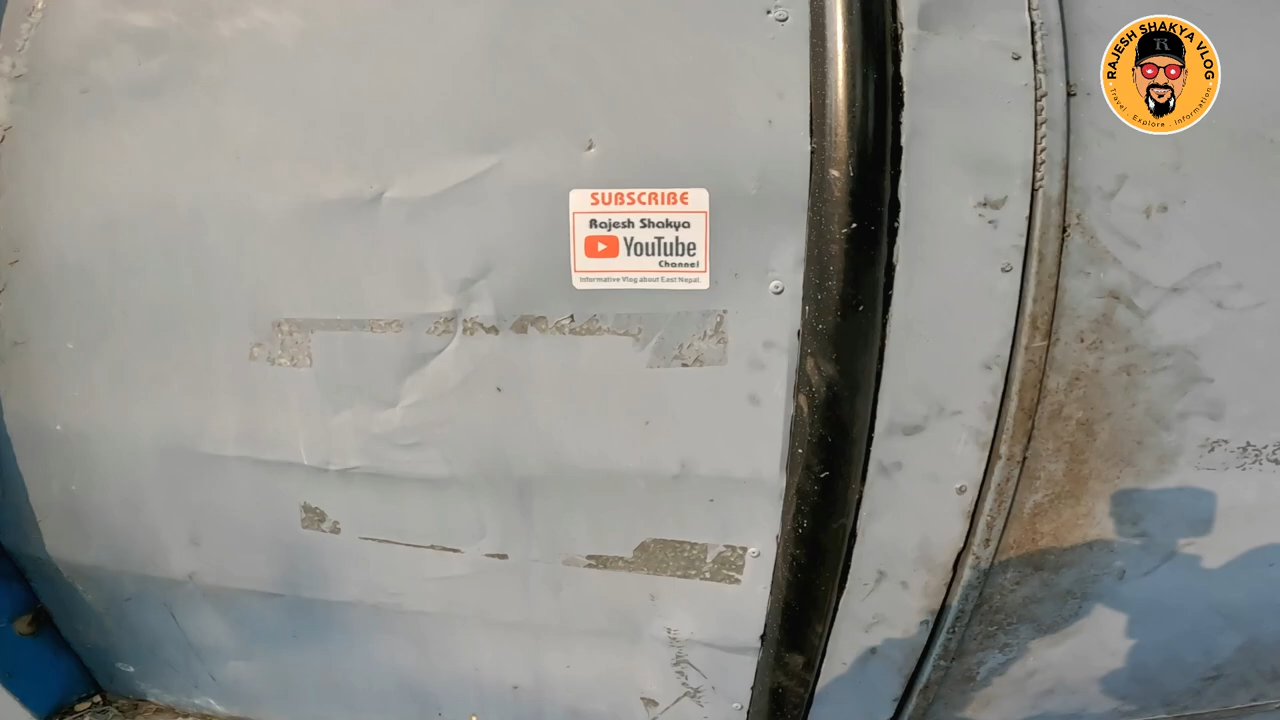 RAJESH SHAKYA VLOG
R
Travel . Explore . Information
SUBSCRIBE
Rajesh Shakya
YouTube
Channel
Informative Vlog about East Nepal.